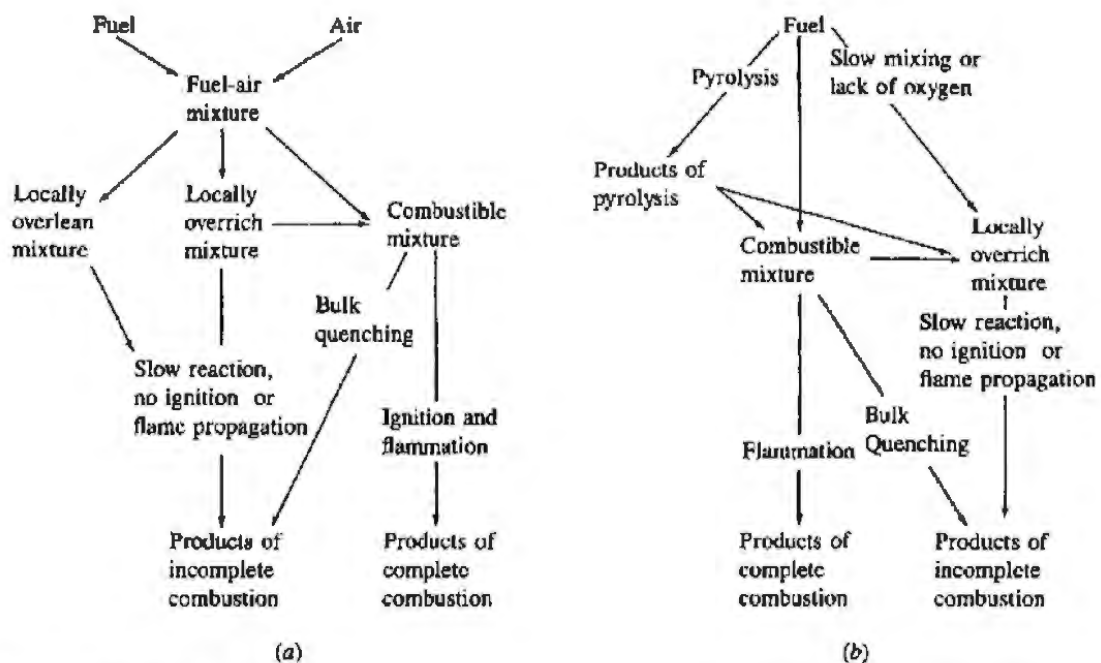 Fuel
Air
Fuel-air
mixture
Locally
overlean
mixture
Locally
overrich
mixture
Combustible
mixture
Bulk
quenching
Slow reaction,
no ignition or
flame propagation
Ignition and
flammation
Products of
incomplete
combustion
Products of
complete
combustion
(a)
Fuel
Pyrolysis
Slow mixing or
lack of oxygen
Products of
pyrolysis
Combustible
mixture
Locally
overrich
mixture
Slow reaction,
no ignition or
flame propagation
Bulk
Quenching
Flammation
Products of
complete
combustion
Products of
incomplete
combustion
(b)